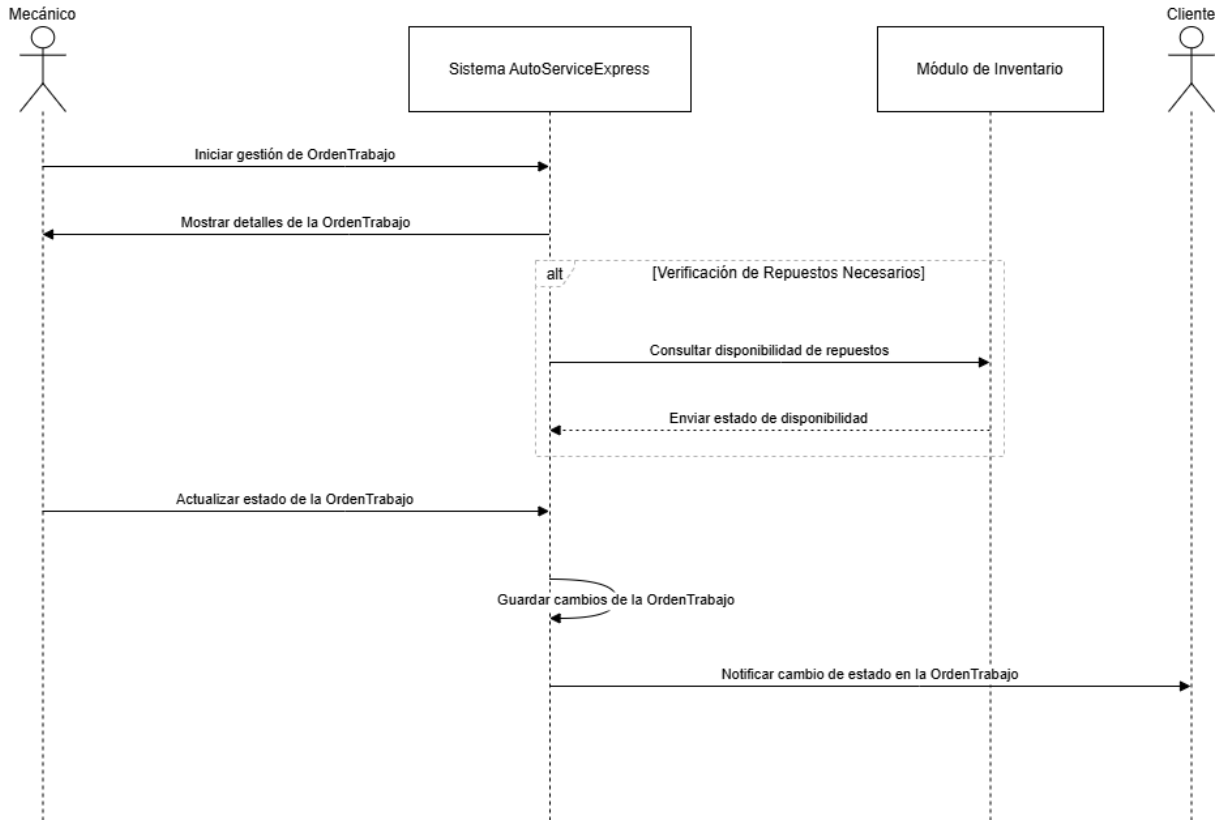 Mecánico
Cliente
Sistema AutoServiceExpress
Módulo de Inventario
Iniciar gestión de OrdenTrabajo
Mostrar detalles de la OrdenTrabajo
alt
[Verificación de Repuestos Necesarios]
Consultar disponibilidad de repuestos
Enviar estado de disponibilidad
Actualizar estado de la OrdenTrabajo
Guardar cambios de la OrdenTrabajo
Notificar cambio de estado en la OrdenTrabajo